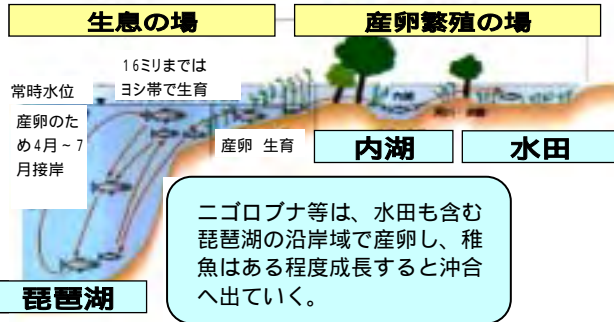 生息の場
産卵繁殖の場
16ミリまでは
ヨシ帯で生育
常時水位
産卵のた
め4月~7
月接岸
産卵 生育
内湖
水田
ニゴロブナ等は、水田も含む
琵琶湖の沿岸域で産卵し、稚
魚はある程度成長すると沖合
へ出ていく。
琵琶湖